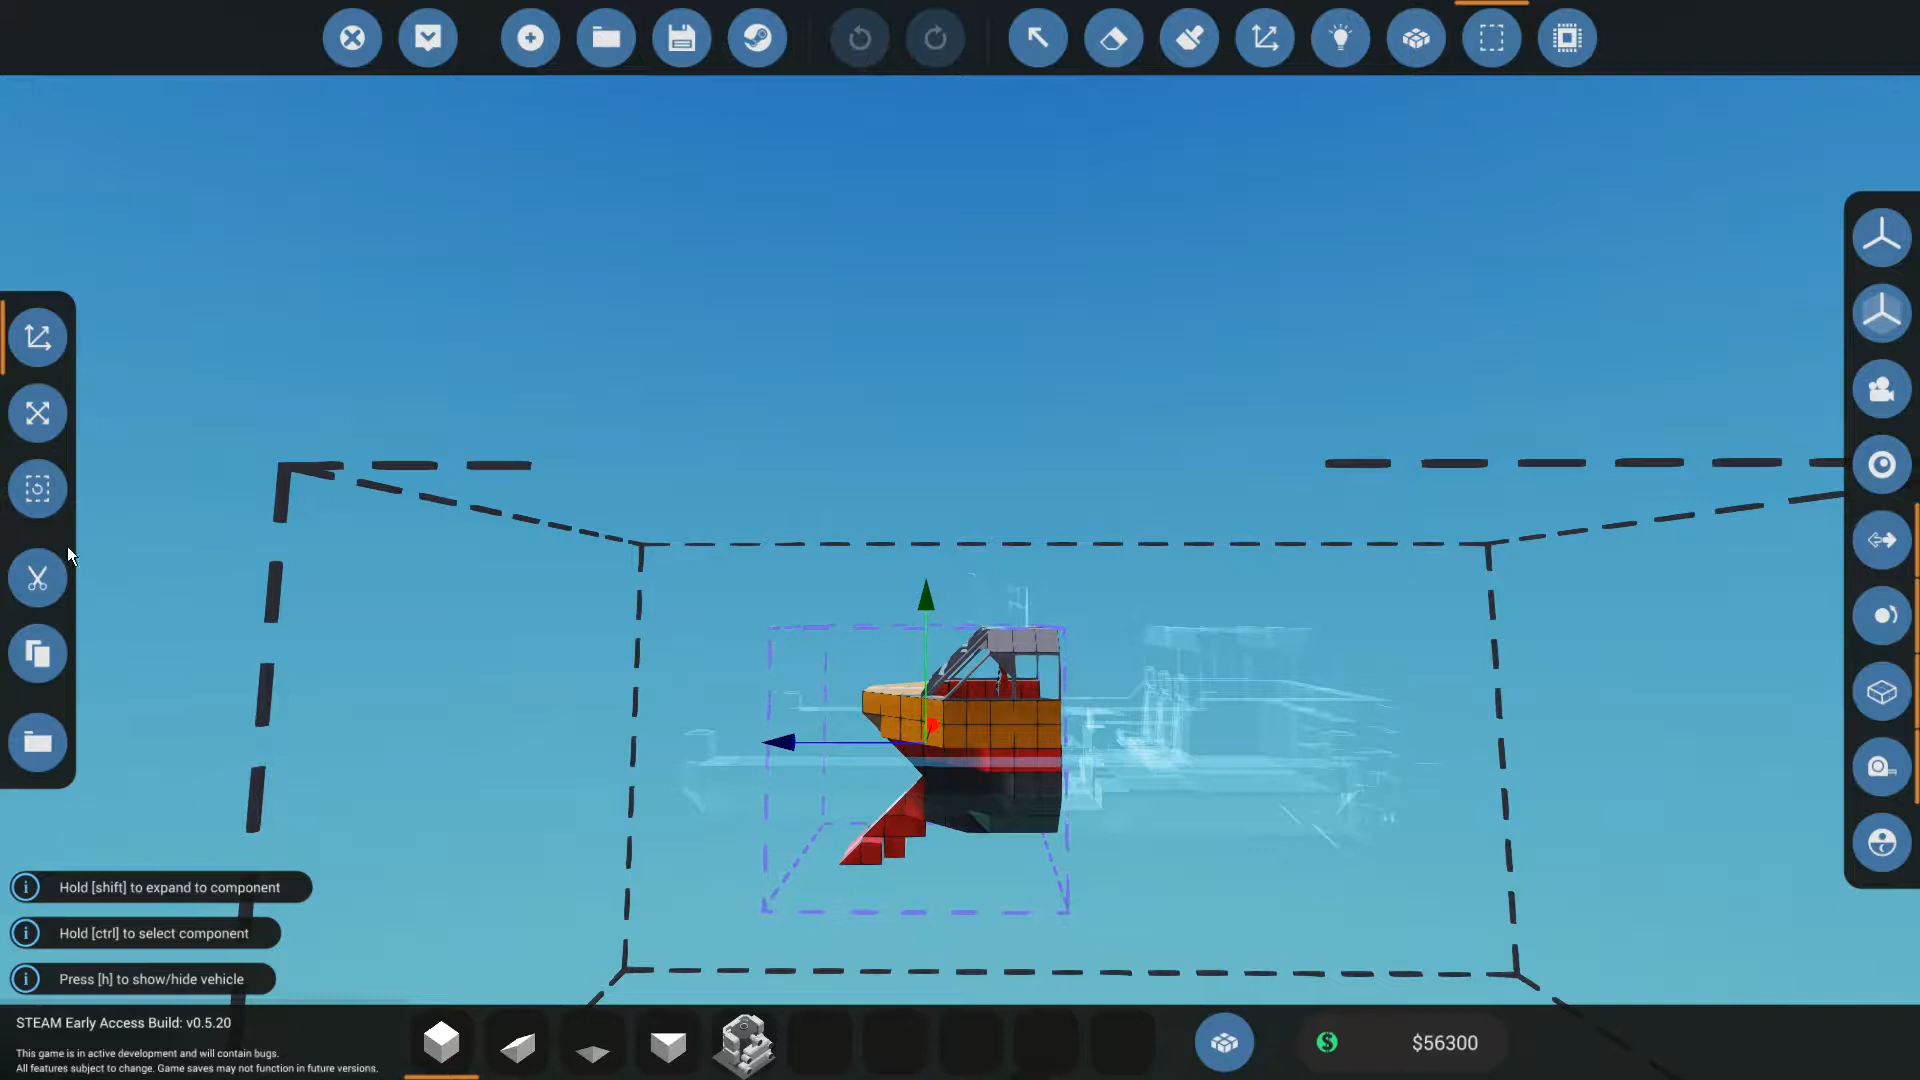 Hold [shift] to expand to component
Hold [ctrl] to select component
Press [h] to show/hide vehicle
STEAM Early Access Build: v0.5.20
This game is in active development and will contain bugs.
All features subject to change. Game saves may not function in future versions.
$56300